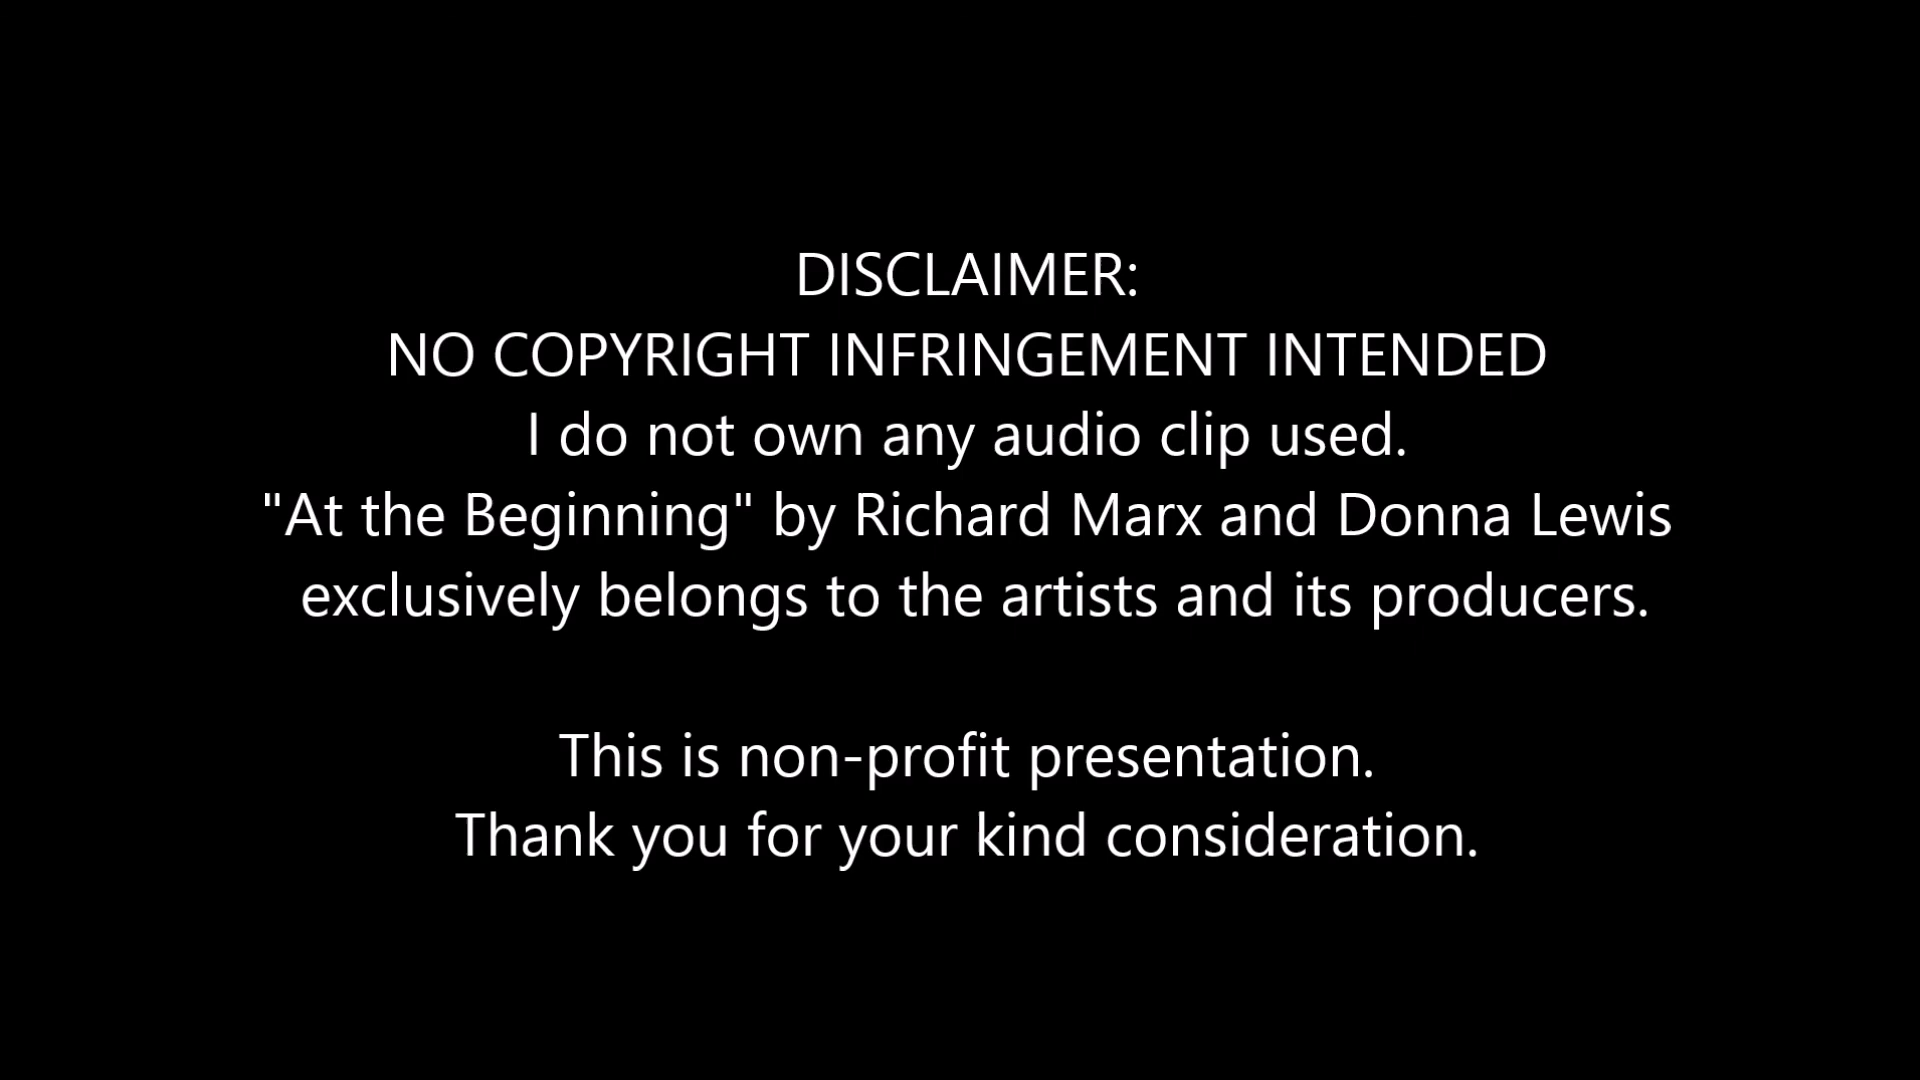 DISCLAIMER:
NO COPYRIGHT INFRINGEMENT INTENDED
I do not own any audio clip used.
"At the Beginning" by Richard Marx and Donna Lewis
exclusively belongs to the artists and its producers.
This is non-profit presentation.
Thank you for your kind consideration.